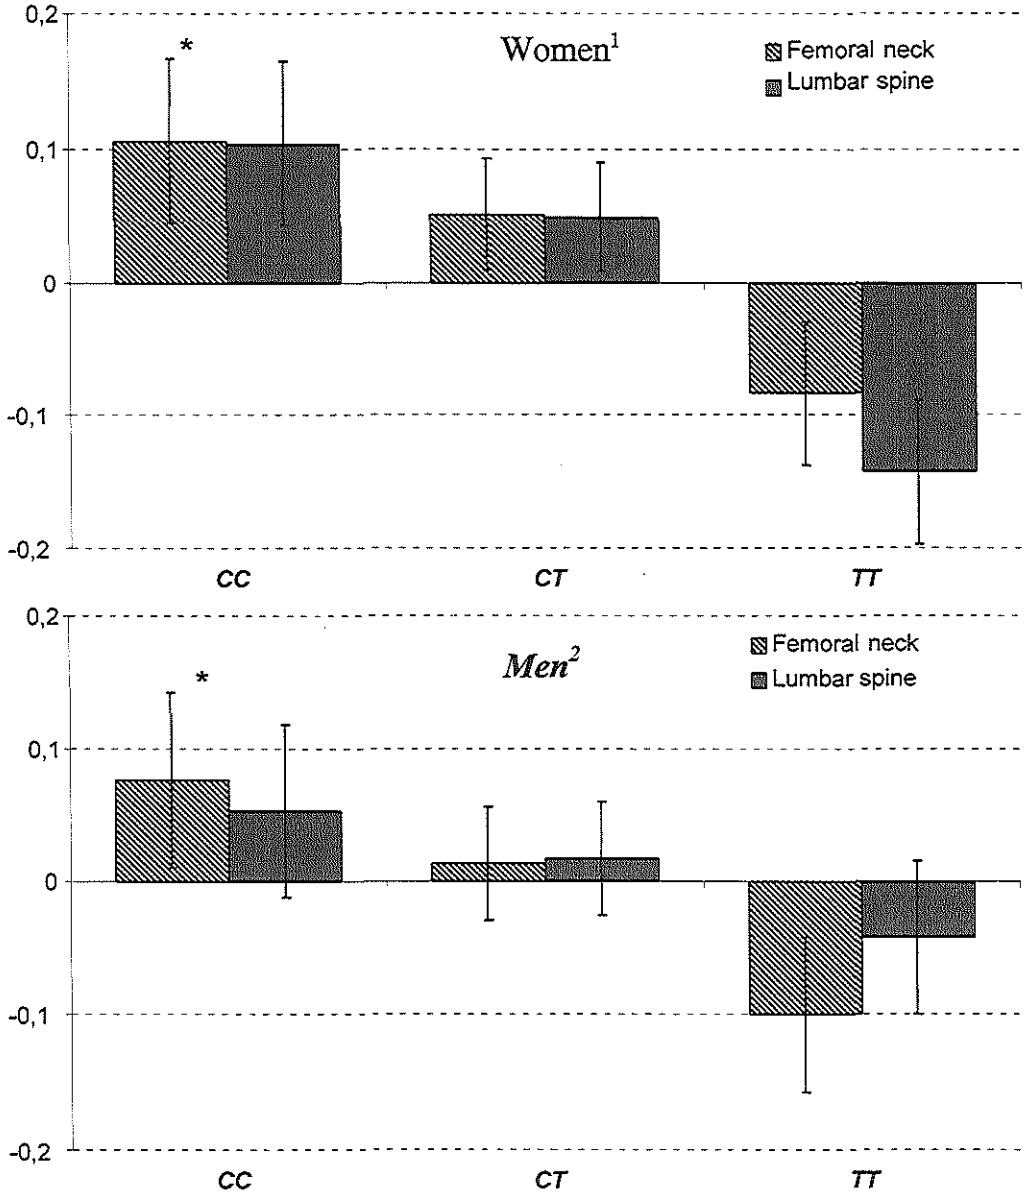 0,2
*
Women¹
Femoral neck
Lumbar spine
0,1
0
-0,1
-0,2
CC CT TT
0,2
*
Men²
Femoral neck
Lumbar spine
0,1
0
-0,1
-0,2
CC CT TT